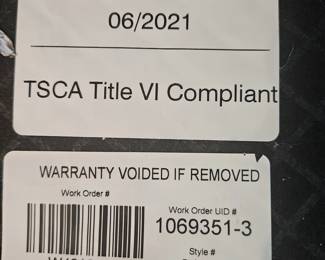 06/2021
TSCA Title VI Compliant
WARRANTY VOIDED IF REMOVED
Work Order #
Work Order UID #
1069351-3
Style #